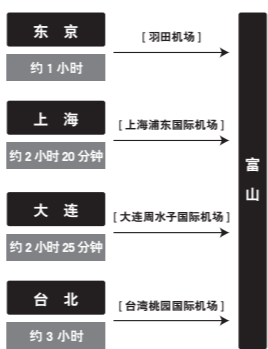 东 京
[ 羽田机场 ]
约 1 小时
上 海
[ 上海浦东国际机场 ]
约 2 小时 20 分钟
富山
大 连
[ 大连周水子国际机场 ]
约 2 小时 25 分钟
台 北
[ 台湾桃园国际机场 ]
约 3 小时